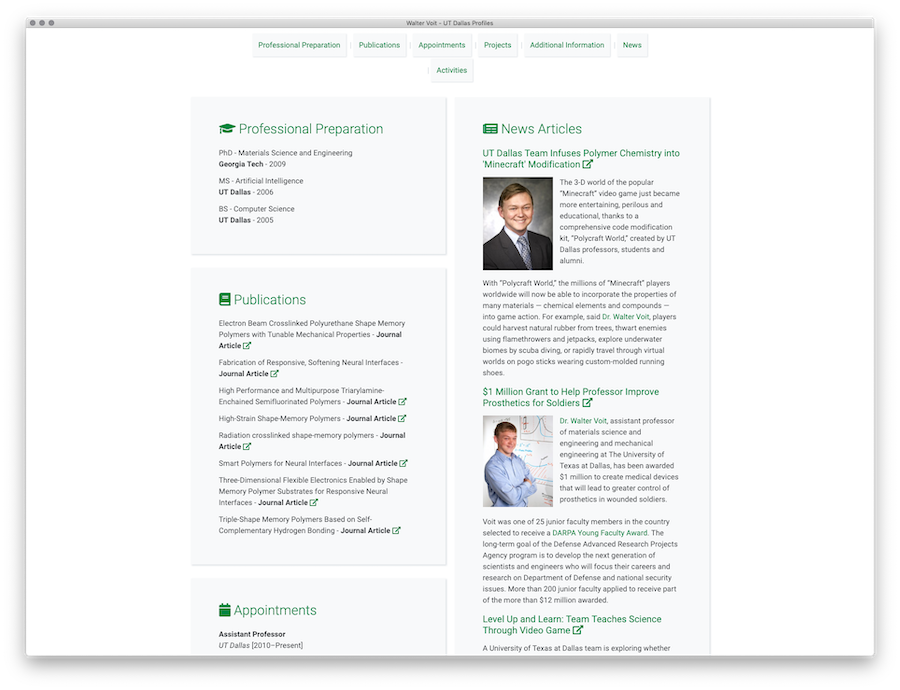 Walter Voit - UT Dallas Profiles
Professional Preparation
Publications
Appointments
Projects
Additional Information
News
Activities
Professional Preparation
PhD - Materials Science and Engineering
Georgia Tech - 2009
MS - Artificial Intelligence
UT Dallas - 2006
BS - Computer Science
UT Dallas - 2005
Publications
Electron Beam Crosslinked Polyurethane Shape Memory
Polymers with Tunable Mechanical Properties - Journal
Article
Fabrication of Responsive, Softening Neural Interfaces -
Journal Article
High Performance and Multipurpose Triarylamine-
Enchained Semifluorinated Polymers - Journal Article
High-Strain Shape-Memory Polymers - Journal Article
Radiation crosslinked shape-memory polymers - Journal
Article
Smart Polymers for Neural Interfaces - Journal Article
Three-Dimensional Flexible Electronics Enabled by Shape
Memory Polymer Substrates for Responsive Neural
Interfaces - Journal Article
Triple-Shape Memory Polymers Based on Self-
Complementary Hydrogen Bonding - Journal Article
Appointments
Assistant Professor
UT Dallas [2010–Present]
News Articles
UT Dallas Team Infuses Polymer Chemistry into
'Minecraft' Modification
The 3-D world of the popular
"Minecraft" video game just became
more entertaining, perilous and
educational, thanks to a
comprehensive code modification
kit, "Polycraft World," created by UT
Dallas professors, students and
alumni.
With "Polycraft World," the millions of "Minecraft" players
worldwide will now be able to incorporate the properties of
many materials — chemical elements and compounds —
into game action. For example, said Dr. Walter Voit, players
could harvest natural rubber from trees, thwart enemies
using flamethrowers and jetpacks, explore underwater
biomes by scuba diving, or rapidly travel through virtual
worlds on pogo sticks wearing custom-molded running
shoes.
$1 Million Grant to Help Professor Improve
Prosthetics for Soldiers
Dr. Walter Voit, assistant professor
of materials science and
engineering and mechanical
engineering at The University of
Texas at Dallas, has been awarded
$1 million to create medical devices
that will lead to greater control of
prosthetics in wounded soldiers.
Voit was one of 25 junior faculty members in the country
selected to receive a DARPA Young Faculty Award. The
long-term goal of the Defense Advanced Research Projects
Agency program is to develop the next generation of
scientists and engineers who will focus their careers and
research on Department of Defense and national security
issues. More than 200 junior faculty applied to receive part
of the more than $12 million awarded.
Level Up and Learn: Team Teaches Science
Through Video Game
A University of Texas at Dallas team is exploring whether